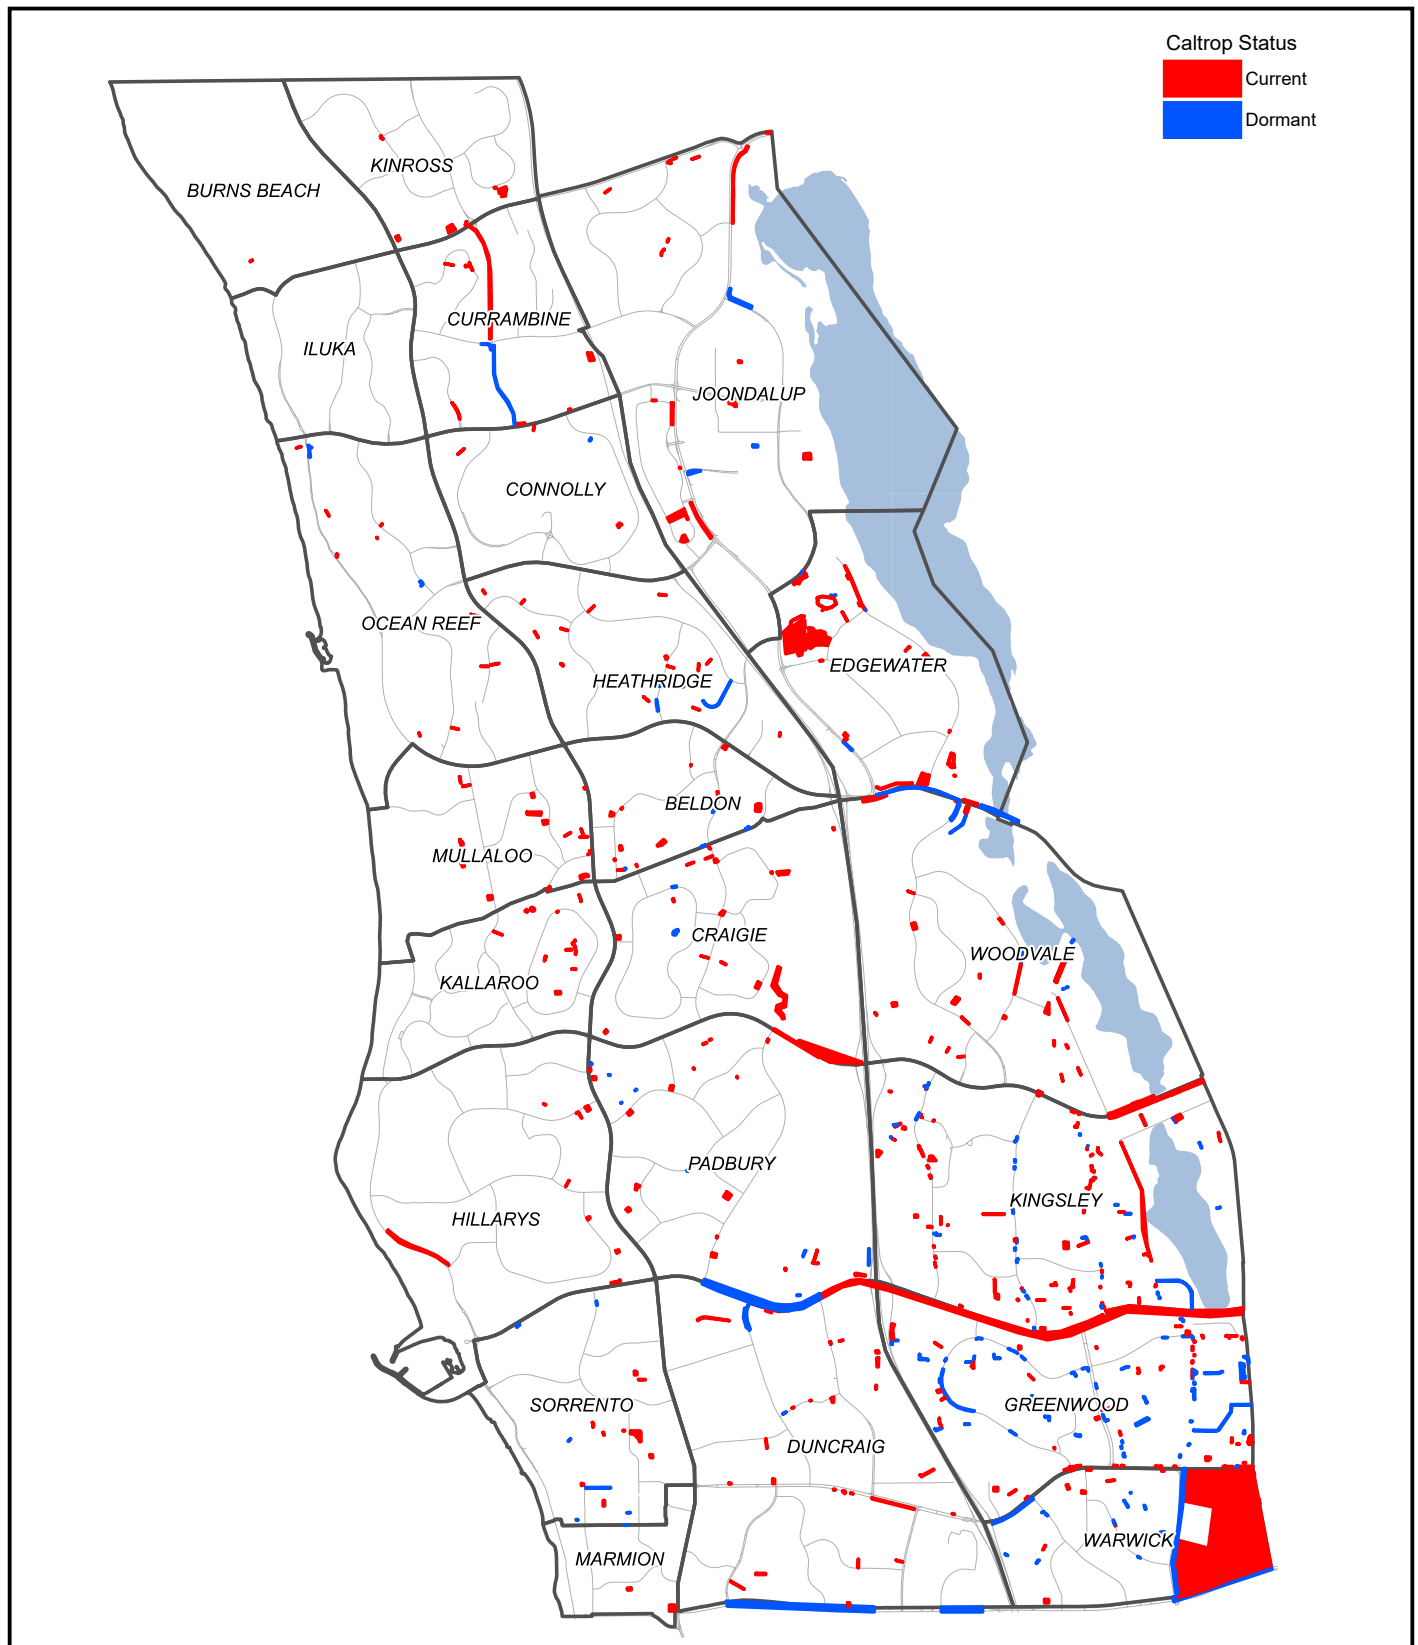 Caltrop Status
Current
Dormant
KINROSS
BURNS BEACH
CURRAMBINE
ILUKA
JOONDALUP
CONNOLLY
OCEAN REEF
EDGEWATER
HEATHRIDGE
BELDON
MULLALOO
CRAIGIE
WOODVALE
KALLAROO
PADBURY
KINGSLEY
HILLARYS
SORRENTO
GREENWOOD
DUNCRAIG
WARWICK
MARMION